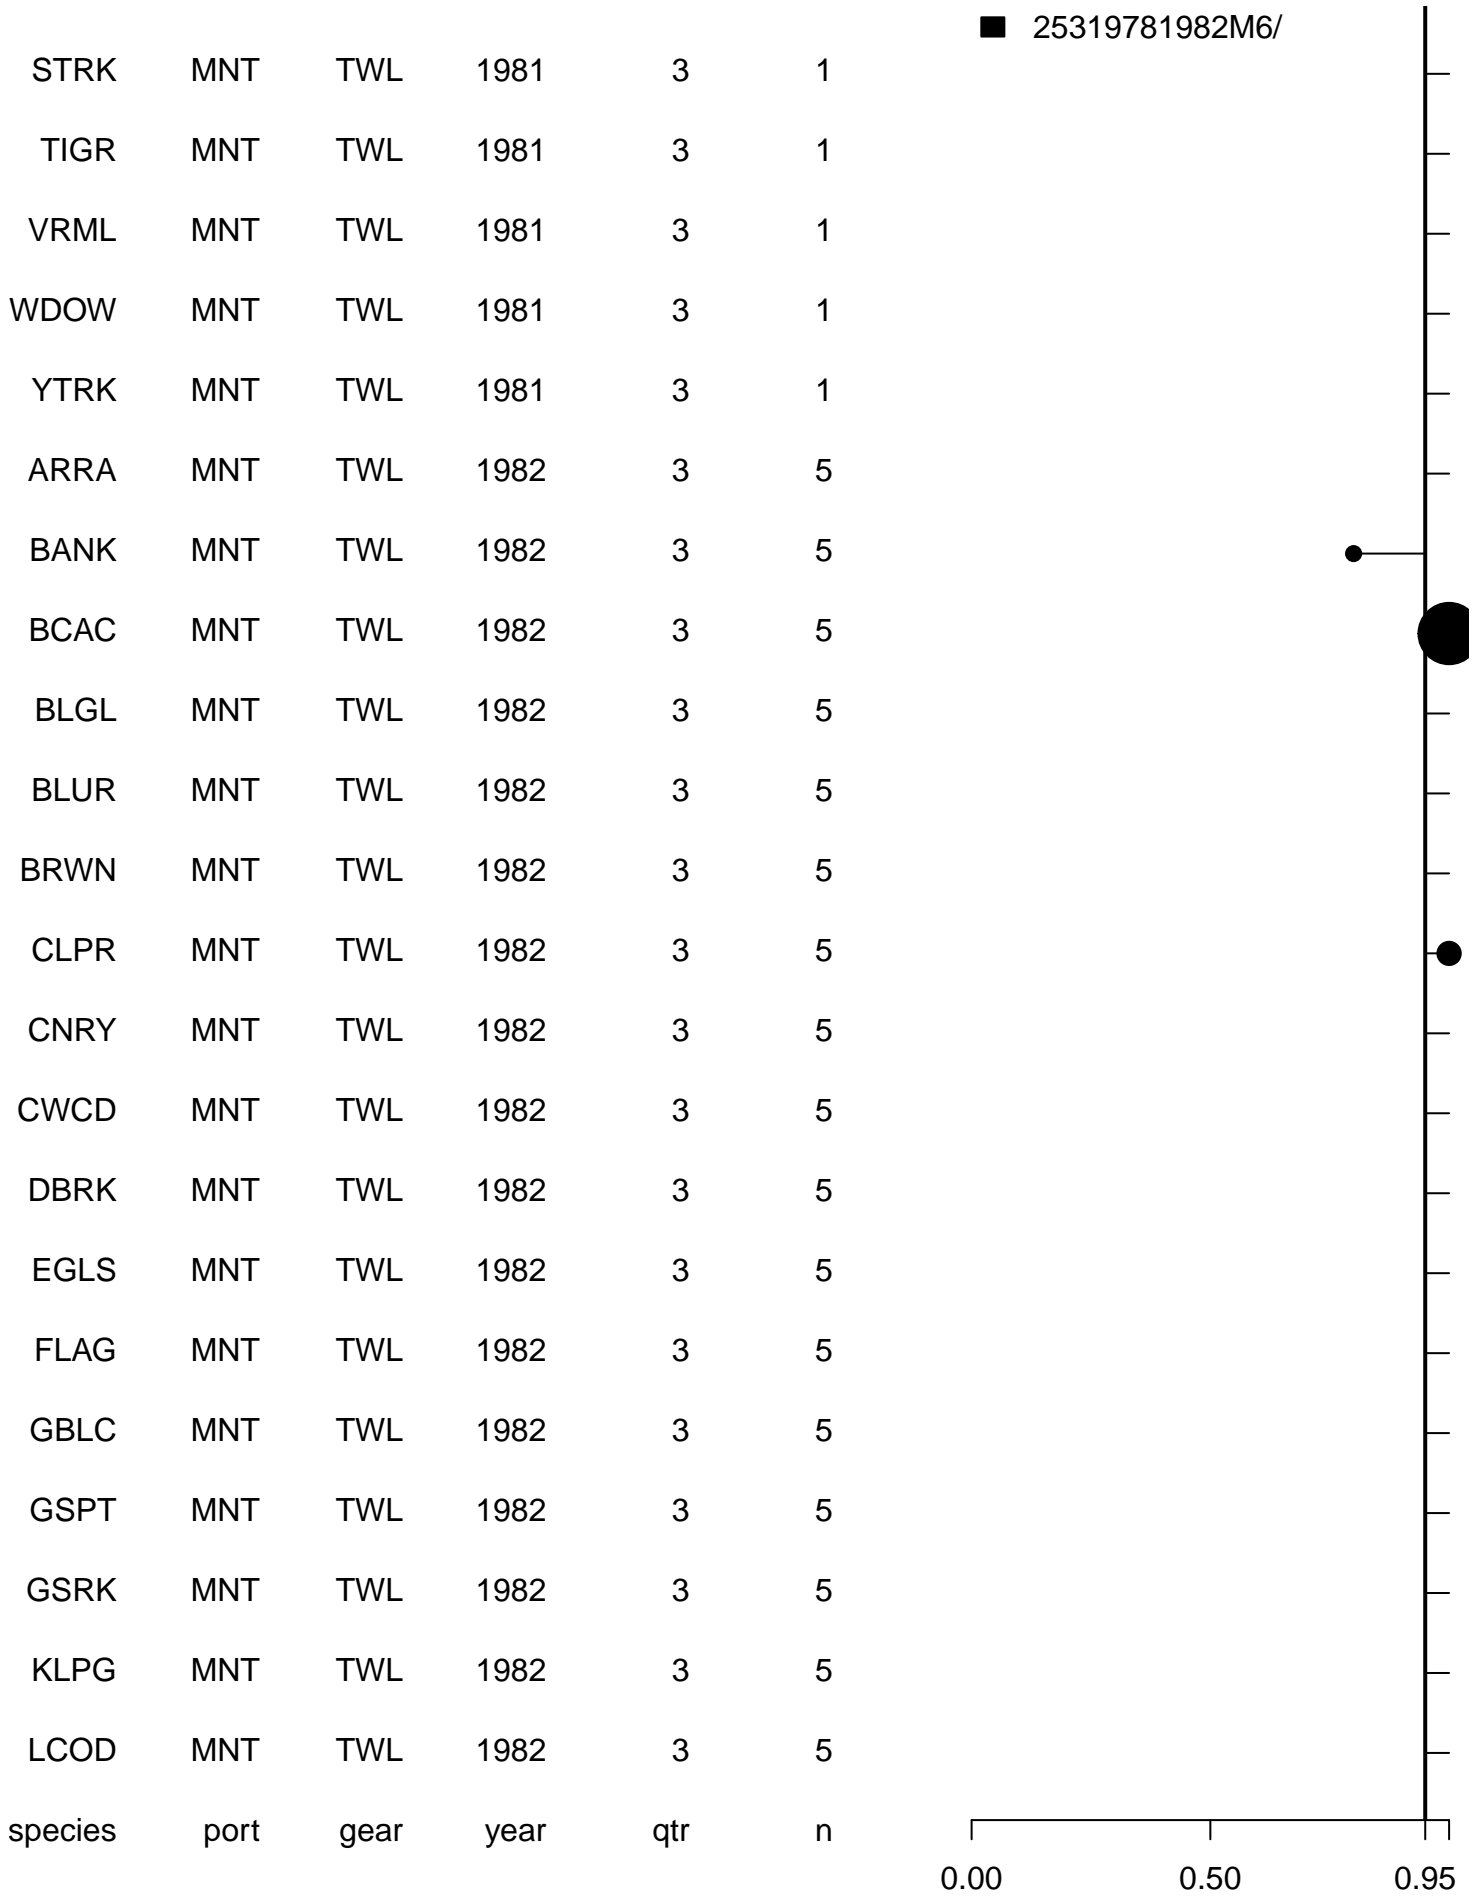 25319781982M6/
STRK MNT TWL 1981 3 1
TIGR MNT TWL 1981 3 1
VRML MNT TWL 1981 3 1
WDOW MNT TWL 1981 3 1
YTRK MNT TWL 1981 3 1
ARRA MNT TWL 1982 3 5
BANK MNT TWL 1982 3 5
BCAC MNT TWL 1982 3 5
BLGL MNT TWL 1982 3 5
BLUR MNT TWL 1982 3 5
BRWN MNT TWL 1982 3 5
CLPR MNT TWL 1982 3 5
CNRY MNT TWL 1982 3 5
CWCD MNT TWL 1982 3 5
DBRK MNT TWL 1982 3 5
EGLS MNT TWL 1982 3 5
FLAG MNT TWL 1982 3 5
GBLC MNT TWL 1982 3 5
GSPT MNT TWL 1982 3 5
GSRK MNT TWL 1982 3 5
KLPG MNT TWL 1982 3 5
LCOD MNT TWL 1982 3 5
species port gear year qtr n
0.00 0.50 0.95